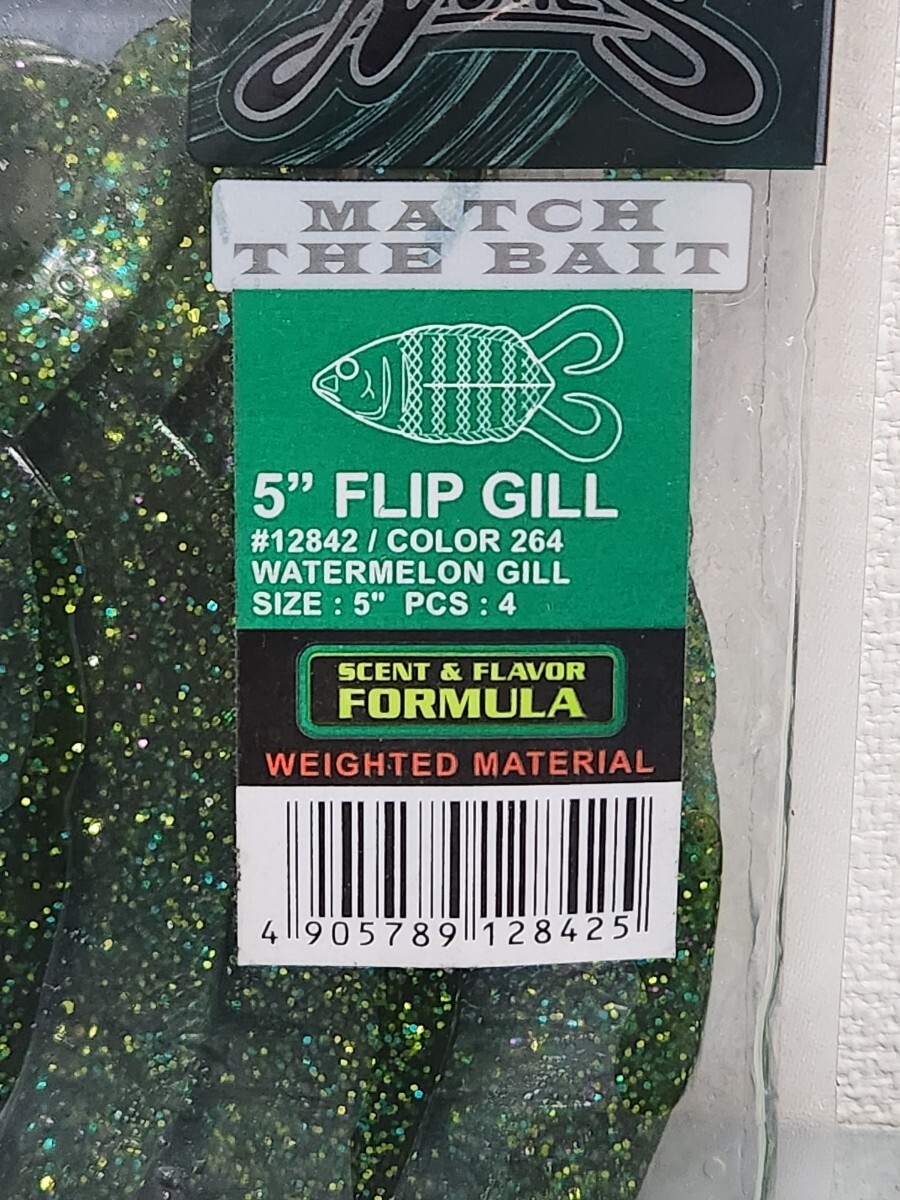 MATCH
THE BAIT
5” FLIP GILL
#12842 / COLOR 264
WATERMELON GILL
SIZE : 5" PCS : 4
SCENT & FLAVOR
FORMULA
WEIGHTED MATERIAL
4 905789 128425